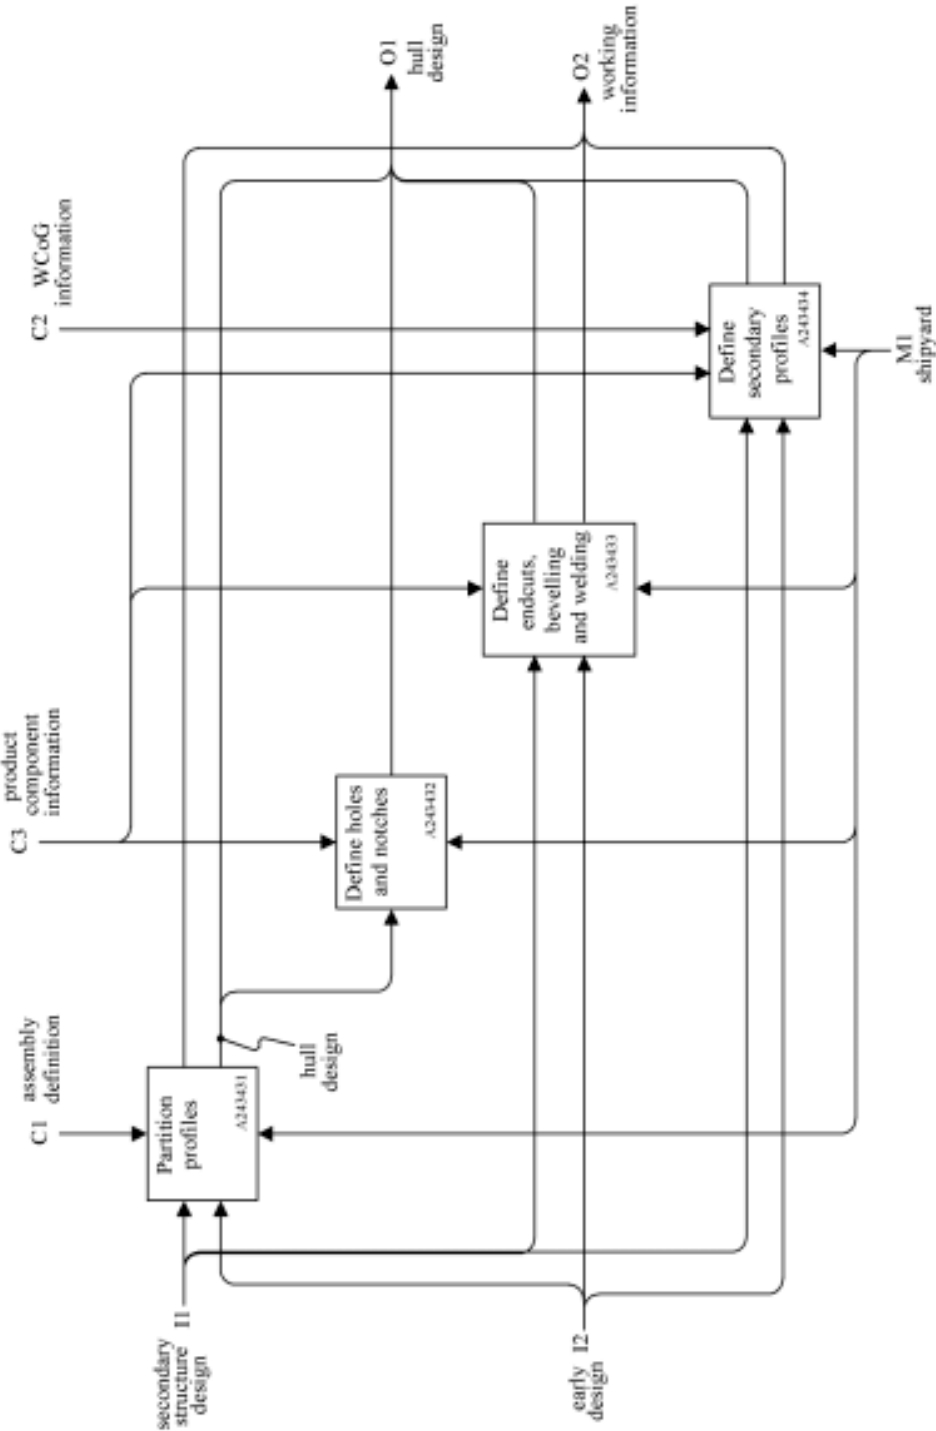 C1 assembly
definition
C3 product
component
information
C2 WCoG
information
I1 secondary
structure
design
I2 early
design
Partition
profiles
A243431
hull
design
Define holes
and notches
A243432
Define
endcuts,
bevelling
and welding
A243433
Define
secondary
profiles
A243434
O1
hull
design
O2
working
information
M1
shipyard